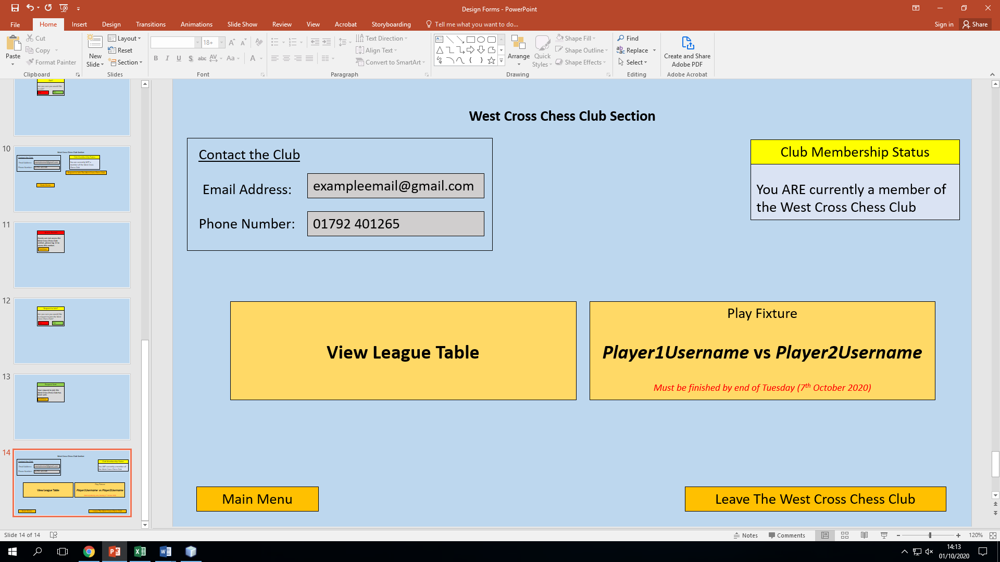 Design Forms - PowerPoint
File Home Insert Design Transitions Animations Slide Show Review View Acrobat Storyboarding Tell me what you want to do... Sign in Share
Paste
Cut
Copy
Format Painter
Clipboard
New Slide
Layout
Reset
Section
Slides
18+
B I U S abc AV Aa A
Font
Text Direction
Align Text
Convert to SmartArt
Paragraph
Arrange
Quick Styles
Shape Fill
Shape Outline
Shape Effects
Drawing
Find
Replace
Select
Editing
Create and Share
Adobe PDF
Adobe Acrobat
10
11
12
13
14
West Cross Chess Club Section
Contact the Club
Email Address: exampleemail@gmail.com
Phone Number: 01792 401265
Club Membership Status
You ARE currently a member of
the West Cross Chess Club
View League Table
Play Fixture
Player1Username vs Player2Username
Must be finished by end of Tuesday (7th October 2020)
Main Menu
Leave The West Cross Chess Club
Slide 14 of 14
Notes
Comments
120%
14:13
01/10/2020